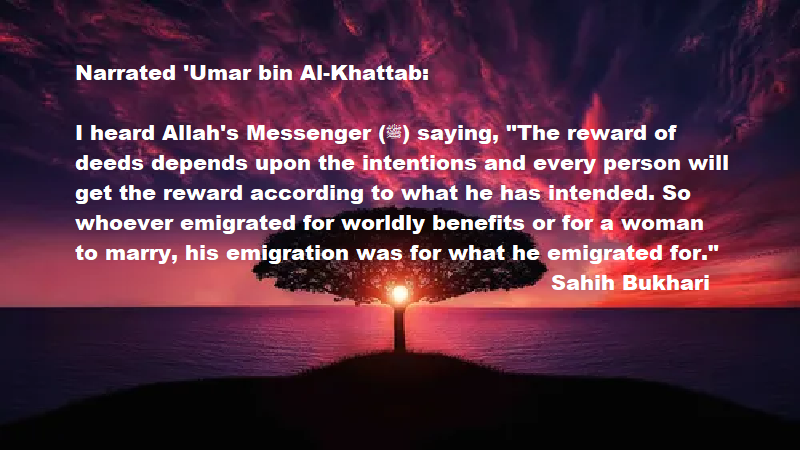 Narrated 'Umar bin Al-Khattab:
I heard Allah's Messenger (ﷺ) saying, "The reward of
deeds depends upon the intentions and every person will
get the reward according to what he has intended. So
whoever emigrated for worldly benefits or for a woman
to marry, his emigration was for what he emigrated for."
Sahih Bukhari